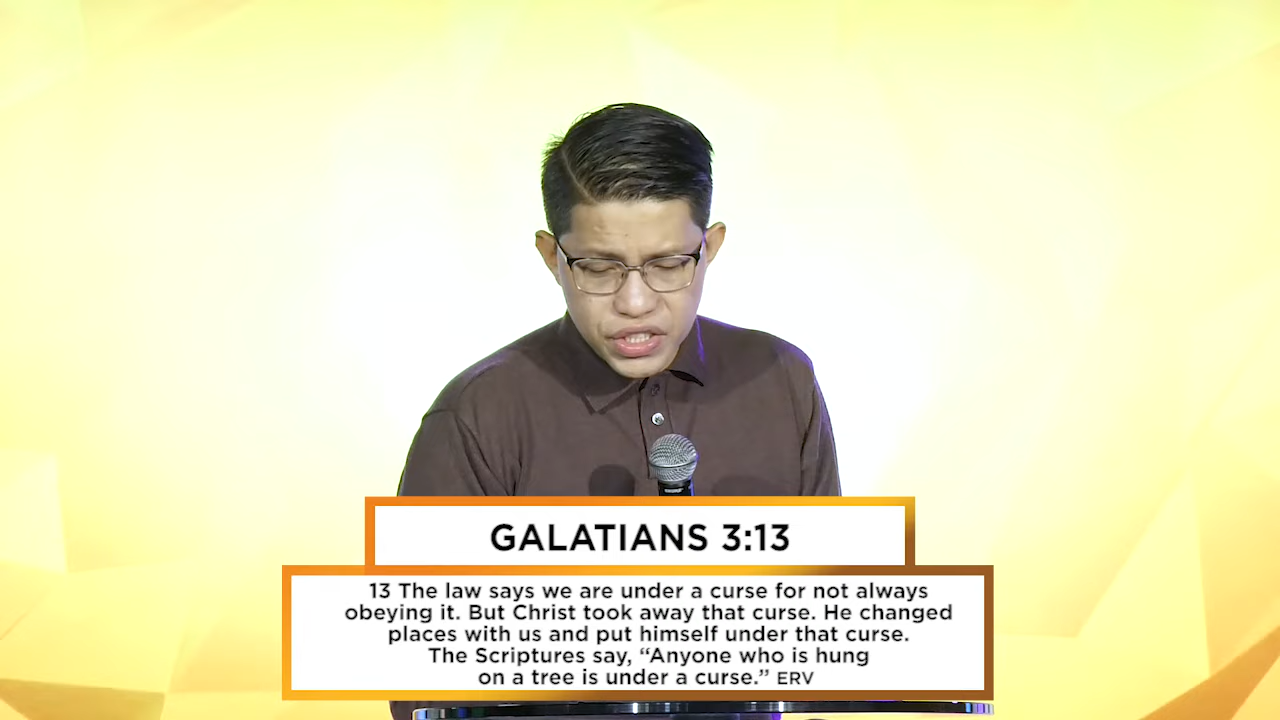 GALATIANS 3:13
13 The law says we are under a curse for not always
obeying it. But Christ took away that curse. He changed
places with us and put himself under that curse.
The Scriptures say, “Anyone who is hung
on a tree is under a curse.” ERV